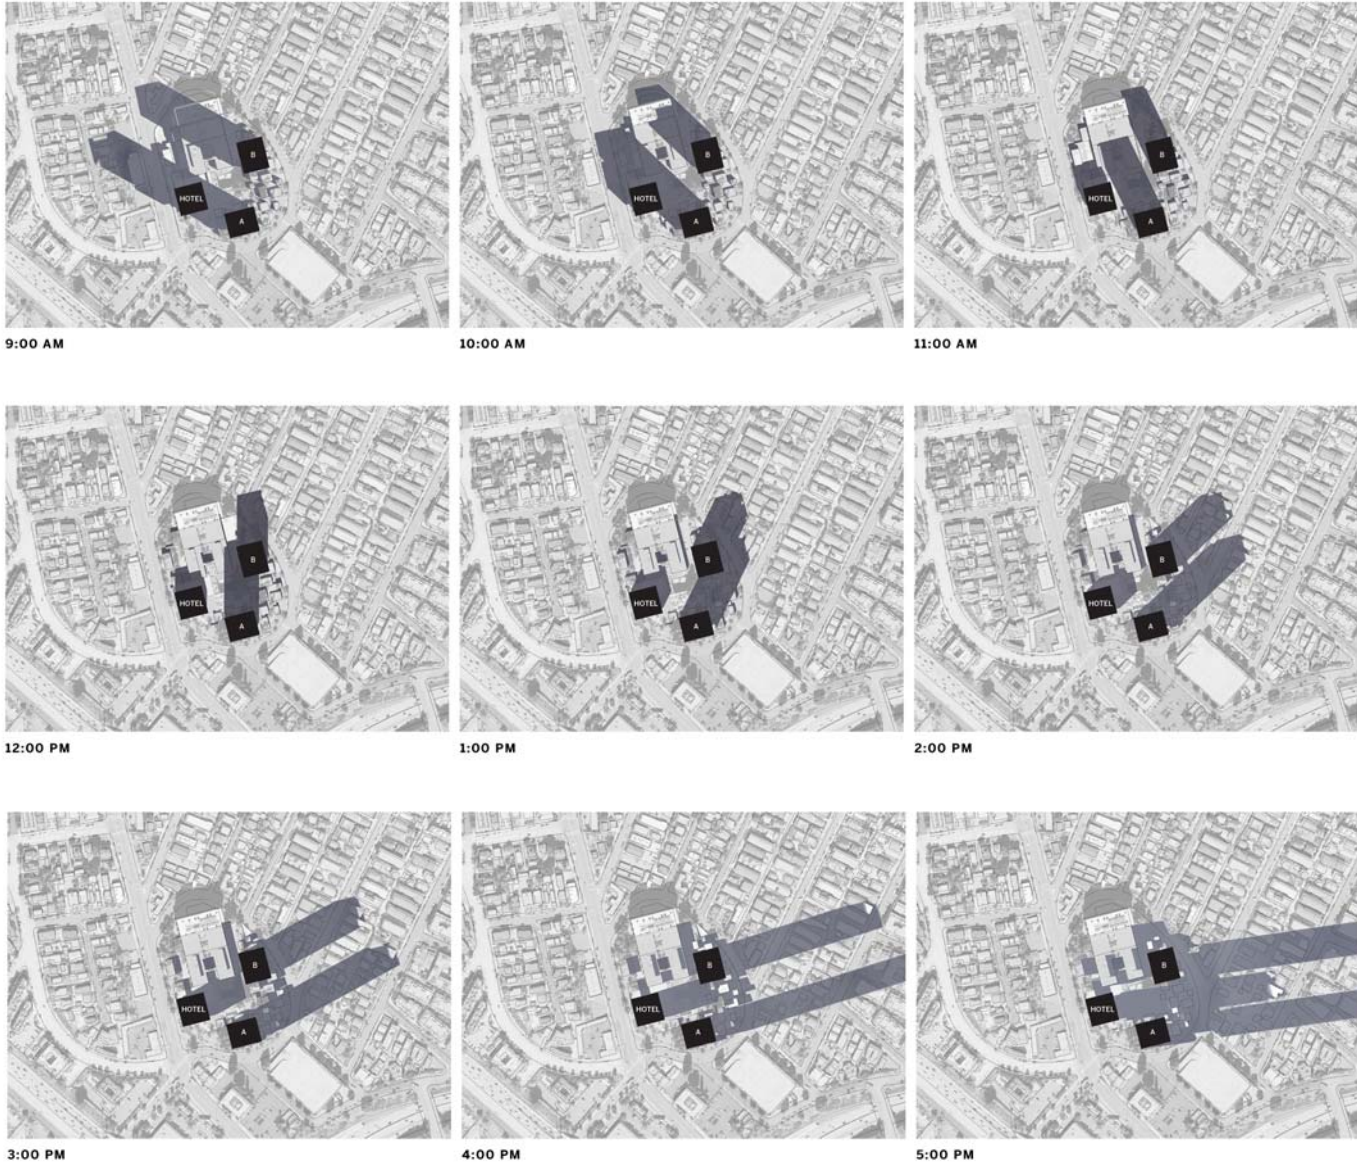 B
HOTEL
A
9:00 AM
B
HOTEL
A
10:00 AM
B
HOTEL
A
11:00 AM
B
HOTEL
A
12:00 PM
B
HOTEL
A
1:00 PM
B
HOTEL
A
2:00 PM
B
HOTEL
A
3:00 PM
B
HOTEL
A
4:00 PM
B
HOTEL
A
5:00 PM